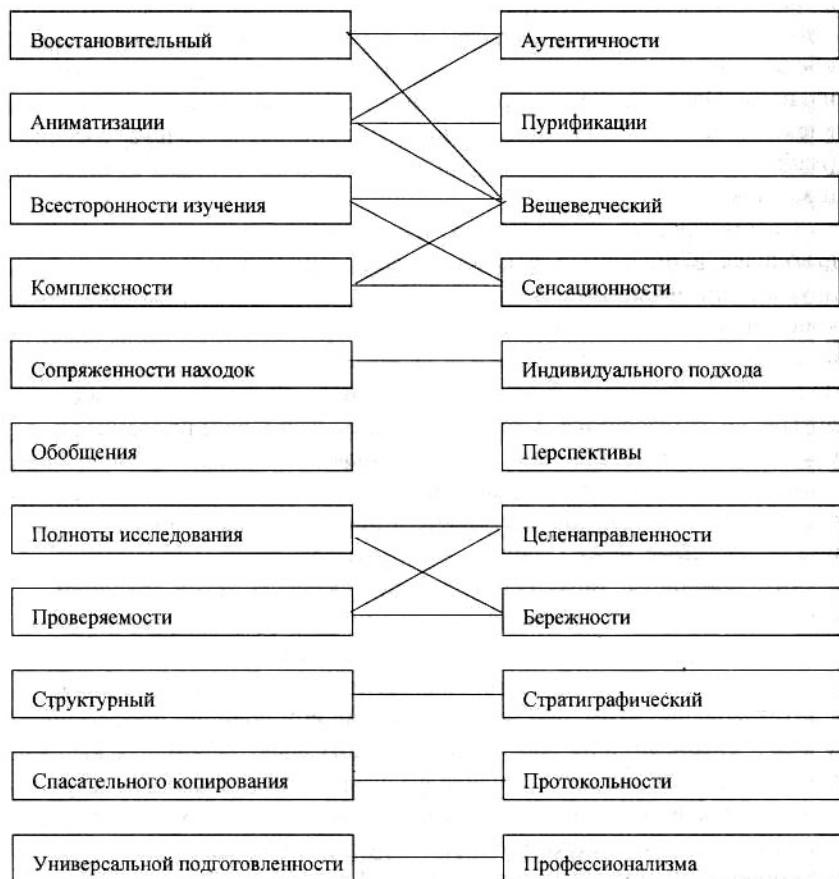 Восстановительный
Аутентичности
Аниматизации
Пурификации
Всесторонности изучения
Вещеведческий
Комплексности
Сенсационности
Сопряженности находок
Индивидуального подхода
Обобщения
Перспективы
Полноты исследования
Целенаправленности
Проверяемости
Бережности
Структурный
Стратиграфический
Спасательного копирования
Протокольности
Универсальной подготовленности
Профессионализма